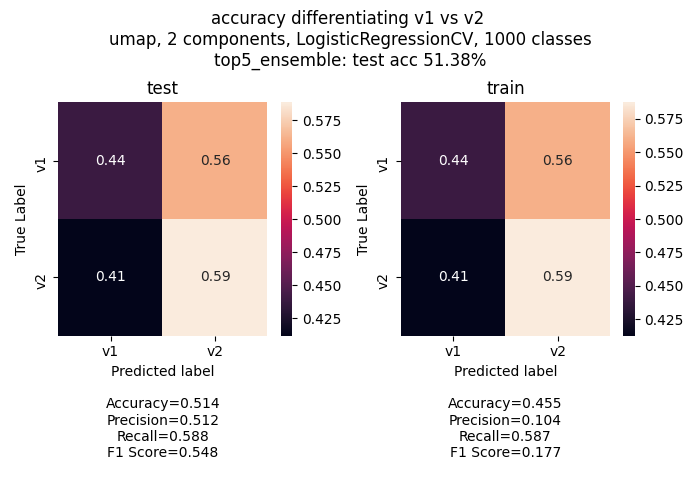 accuracy differentiating v1 vs v2
umap, 2 components, LogisticRegressionCV, 1000 classes
top5_ensemble: test acc 51.38%
test
True Label
v1
v2
0.44
0.56
0.41
0.59
v1
v2
Predicted label
0.575
0.550
0.525
0.500
0.475
0.450
0.425
Accuracy=0.514
Precision=0.512
Recall=0.588
F1 Score=0.548
train
True Label
v1
v2
0.44
0.56
0.41
0.59
v1
v2
Predicted label
0.575
0.550
0.525
0.500
0.475
0.450
0.425
Accuracy=0.455
Precision=0.104
Recall=0.587
F1 Score=0.177